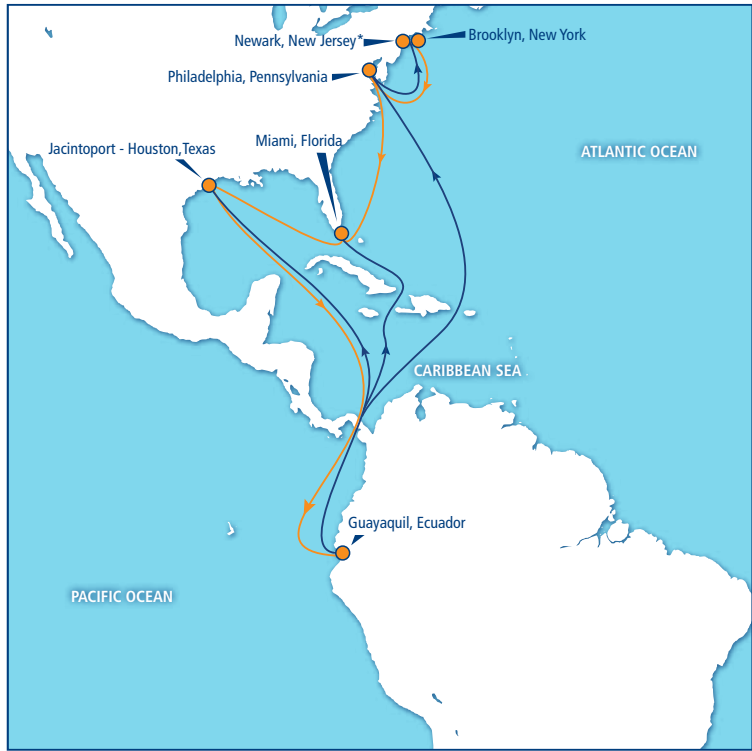 Newark, New Jersey*
Brooklyn, New York
Philadelphia, Pennsylvania
Jacintoport - Houston,Texas
Miami, Florida
ATLANTIC OCEAN
CARIBBEAN SEA
Guayaquil, Ecuador
PACIFIC OCEAN